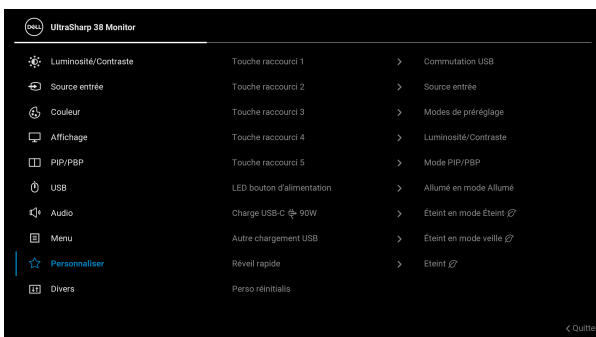 DELL UltraSharp 38 Monitor
Luminosité/Contraste Touche raccourci 1 > Commutation USB
Source entrée Touche raccourci 2 > Source entrée
Couleur Touche raccourci 3 > Modes de préréglage
Affichage Touche raccourci 4 > Luminosité/Contraste
PIP/PBP Touche raccourci 5 > Mode PIP/PBP
USB LED bouton d'alimentation > Allumé en mode Allumé
Audio Charge USB-C 90W > Éteint en mode Éteint
Menu Autre chargement USB > Éteint en mode veille
Personnaliser Réveil rapide > Eteint
Divers Perso réinitialis
< Quitte